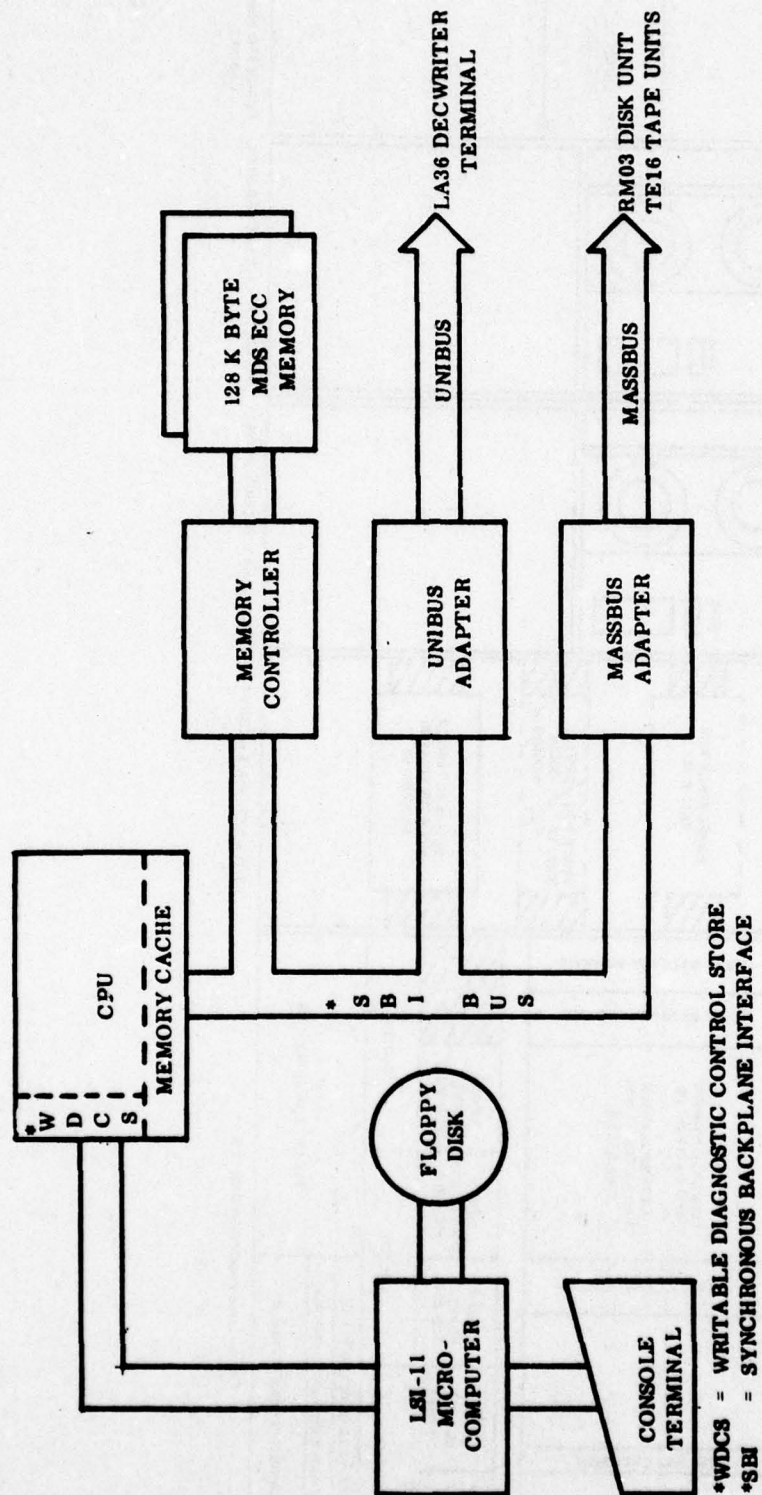 CPU
*WDCS
MEMORY CACHE
*SBI BUS
MEMORY
CONTROLLER
128 K BYTE
MDS ECC
MEMORY
UNIBUS
ADAPTER
UNIBUS
LA36 DECWRITER
TERMINAL
MASSBUS
ADAPTER
MASSBUS
RM03 DISK UNIT
TE16 TAPE UNITS
FLOPPY
DISK
LSI-11
MICRO-
COMPUTER
CONSOLE
TERMINAL
*WDCS = WRITABLE DIAGNOSTIC CONTROL STORE
*SBI = SYNCHRONOUS BACKPLANE INTERFACE